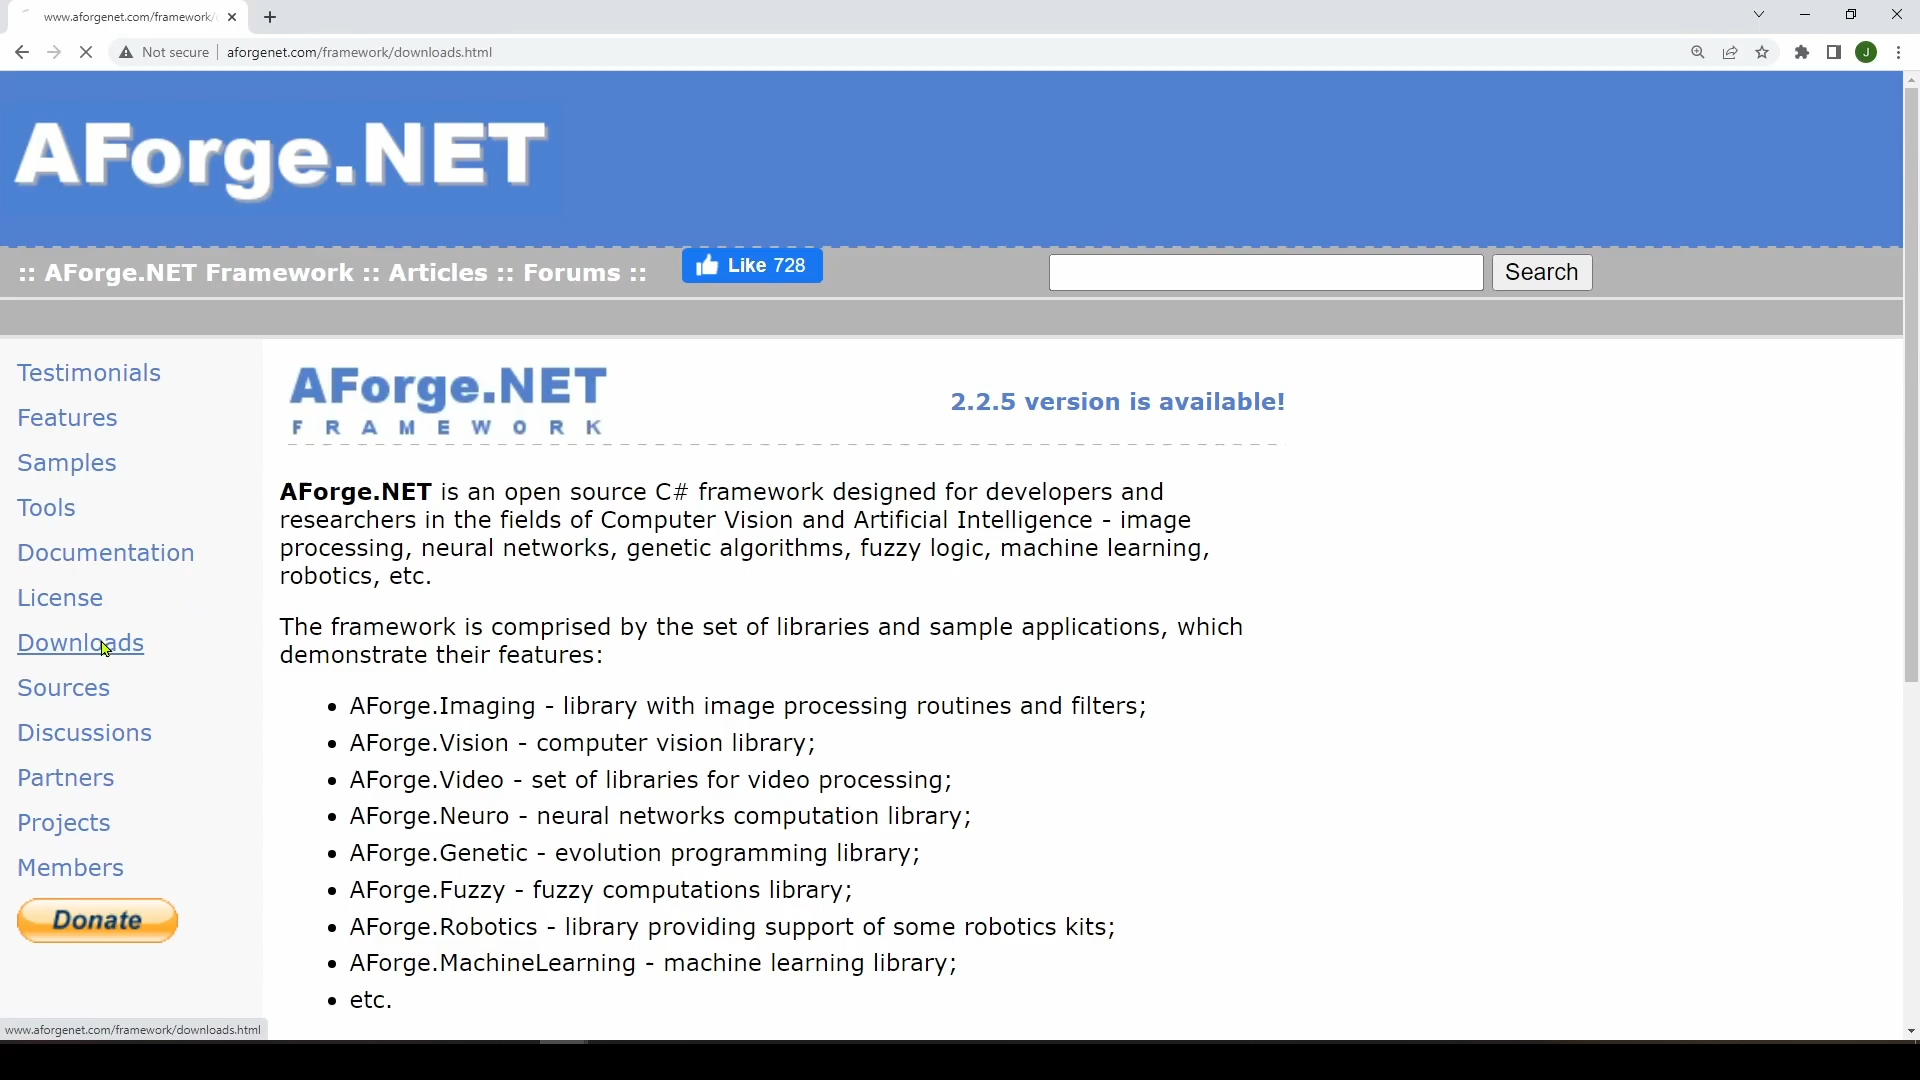 www.aforgenet.com/framework/
Not secure
aforgenet.com/framework/downloads.html
J
AForge.NET
:: AForge.NET Framework :: Articles :: Forums ::
Like 728
Search
Testimonials
Features
Samples
Tools
Documentation
License
Downloads
Sources
Discussions
Partners
Projects
Members
Donate
AForge.NET
FRAMEWORK
2.2.5 version is available!
AForge.NET is an open source C# framework designed for developers and
researchers in the fields of Computer Vision and Artificial Intelligence - image
processing, neural networks, genetic algorithms, fuzzy logic, machine learning,
robotics, etc.
The framework is comprised by the set of libraries and sample applications, which
demonstrate their features:
• AForge.Imaging - library with image processing routines and filters;
• AForge.Vision - computer vision library;
• AForge.Video - set of libraries for video processing;
• AForge.Neuro - neural networks computation library;
• AForge.Genetic - evolution programming library;
• AForge.Fuzzy - fuzzy computations library;
• AForge.Robotics - library providing support of some robotics kits;
• AForge.MachineLearning - machine learning library;
• etc.
www.aforgenet.com/framework/downloads.html